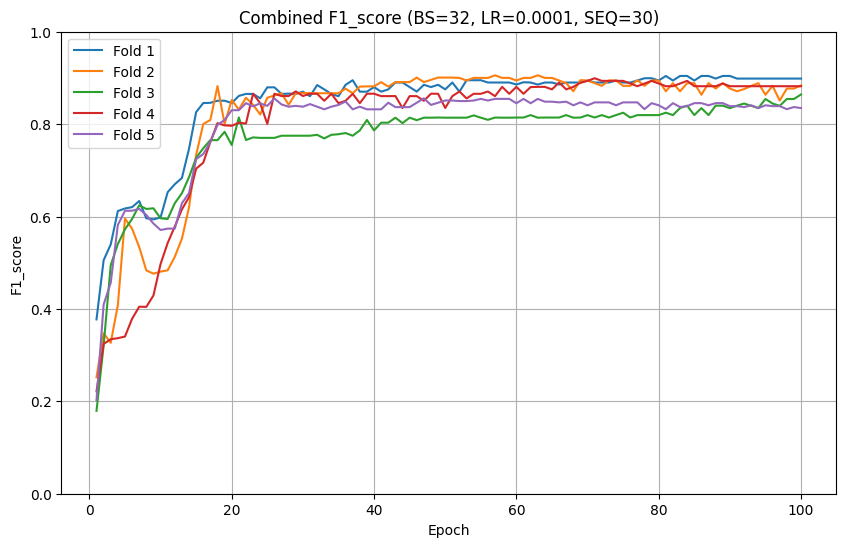 Combined F1_score (BS=32, LR=0.0001, SEQ=30)
Fold 1
Fold 2
Fold 3
Fold 4
Fold 5
F1_score
1.0
0.8
0.6
0.4
0.2
0.0
0 20 40 60 80 100
Epoch